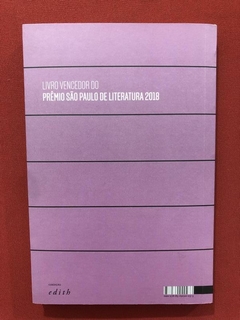 LIVRO VENCEDOR DO
PRÊMIO SÃO PAULO DE LITERATURA 2018
edith